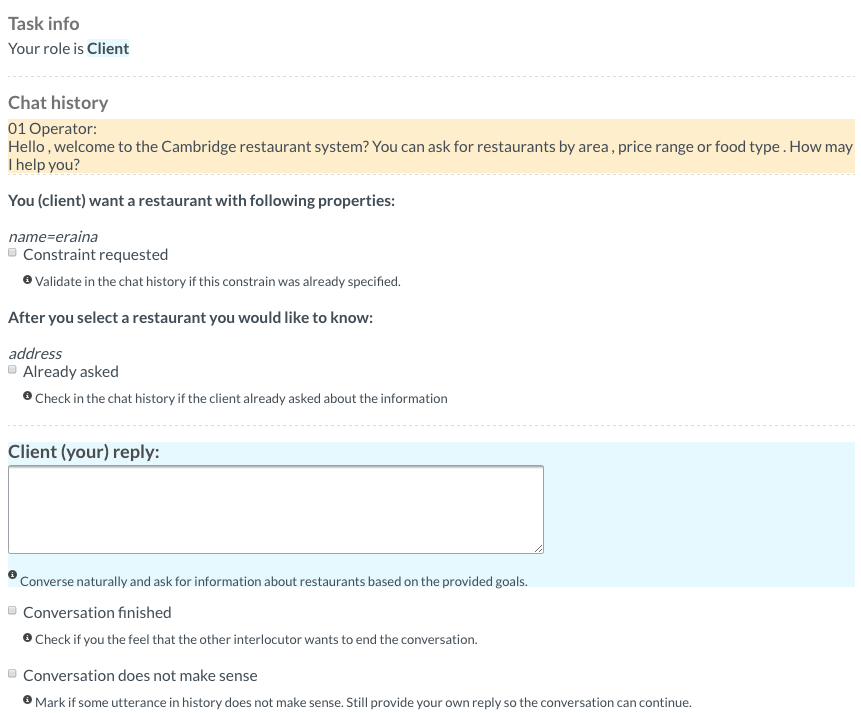 Task info
Your role is Client
Chat history
01 Operator:
Hello , welcome to the Cambridge restaurant system? You can ask for restaurants by area , price range or food type . How may
I help you?
You (client) want a restaurant with following properties:
name=eraina
Constraint requested
Validate in the chat history if this constrain was already specified.
After you select a restaurant you would like to know:
address
Already asked
Check in the chat history if the client already asked about the information
Client (your) reply:
Converse naturally and ask for information about restaurants based on the provided goals.
Conversation finished
Check if you the feel that the other interlocutor wants to end the conversation.
Conversation does not make sense
Mark if some utterance in history does not make sense. Still provide your own reply so the conversation can continue.